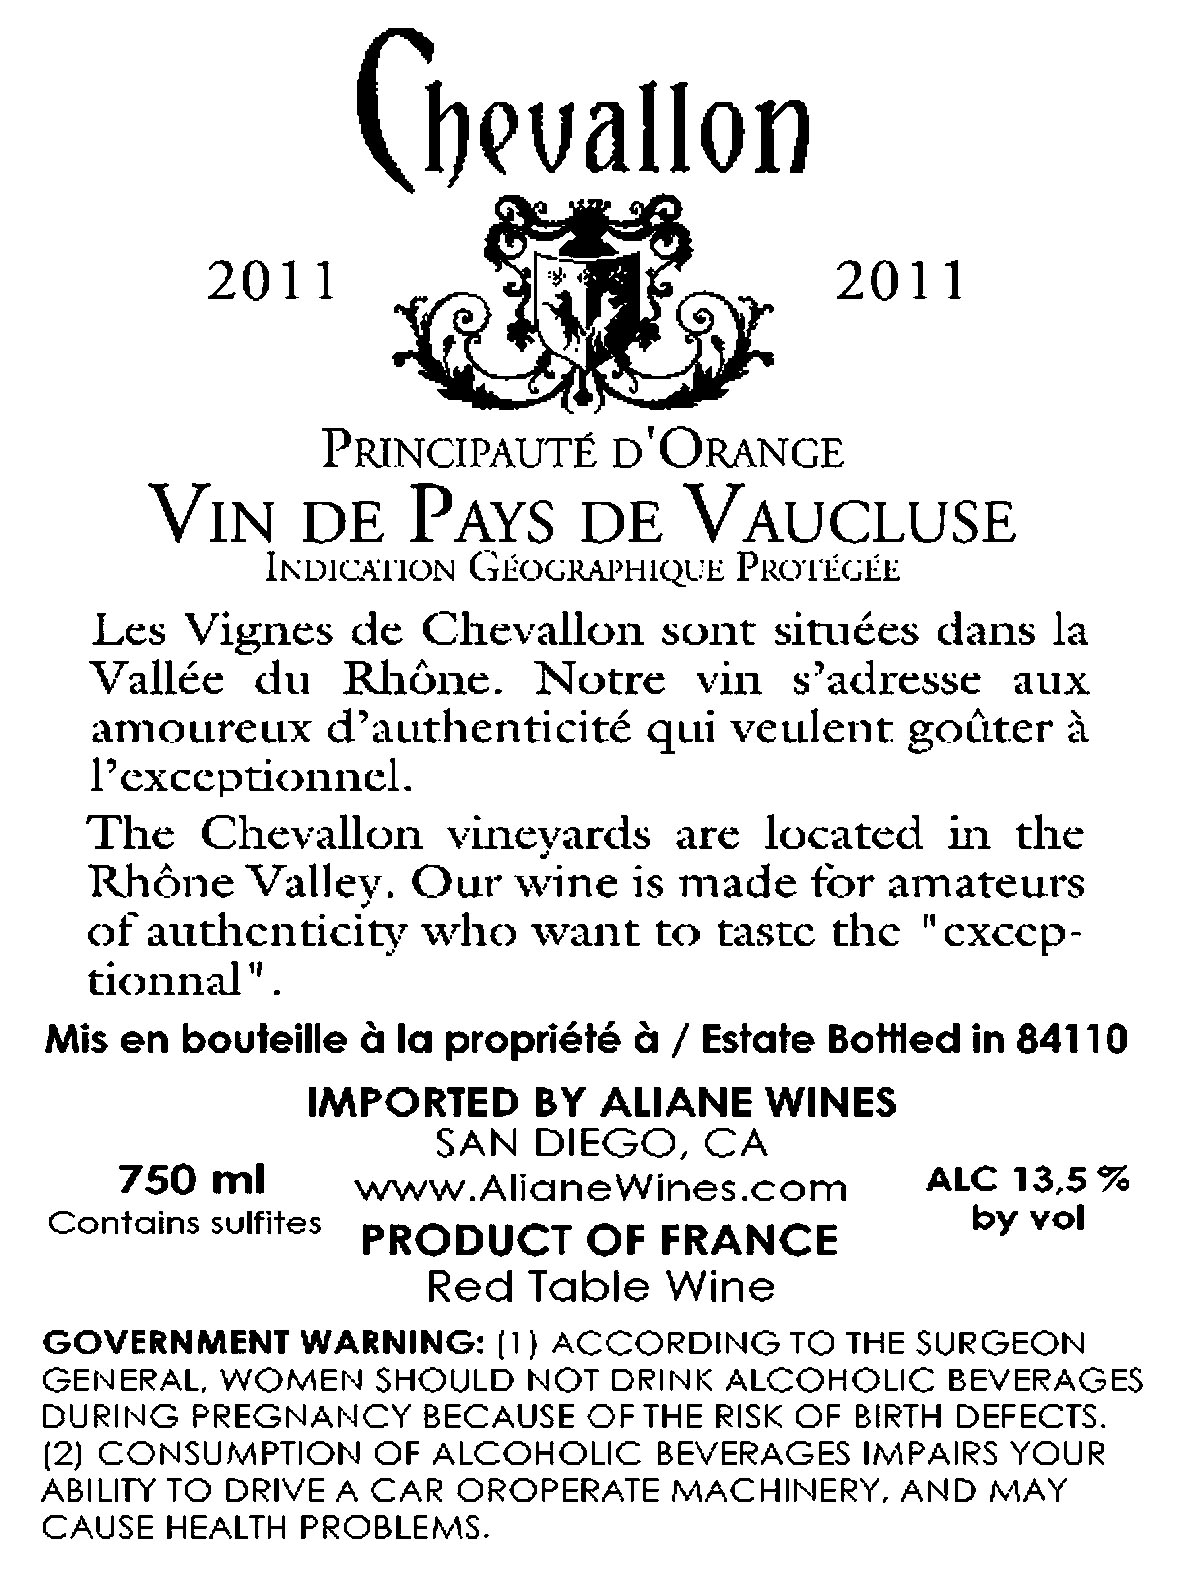 Chevallon
2011 2011
PRINCIPAUTÉ D'ORANGE
VIN DE PAYS DE VAUCLUSE
INDICATION GÉOGRAPHIQUE PROTÉGÉE
Les Vignes de Chevallon sont situées dans la
Vallée du Rhône. Notre vin s’adresse aux
amoureux d’authenticité qui veulent goûter à
l’exceptionnel.
The Chevallon vineyards are located in the
Rhône Valley. Our wine is made for amateurs
of authenticity who want to taste the "excep-
tionnal".
Mis en bouteille à la propriété à / Estate Bottled in 84110
IMPORTED BY ALIANE WINES
SAN DIEGO, CA
750 ml www.AlianeWines.com ALC 13,5 %
Contains sulfites PRODUCT OF FRANCE by vol
Red Table Wine
GOVERNMENT WARNING: (1) ACCORDING TO THE SURGEON
GENERAL, WOMEN SHOULD NOT DRINK ALCOHOLIC BEVERAGES
DURING PREGNANCY BECAUSE OF THE RISK OF BIRTH DEFECTS.
(2) CONSUMPTION OF ALCOHOLIC BEVERAGES IMPAIRS YOUR
ABILITY TO DRIVE A CAR OROPERATE MACHINERY, AND MAY
CAUSE HEALTH PROBLEMS.